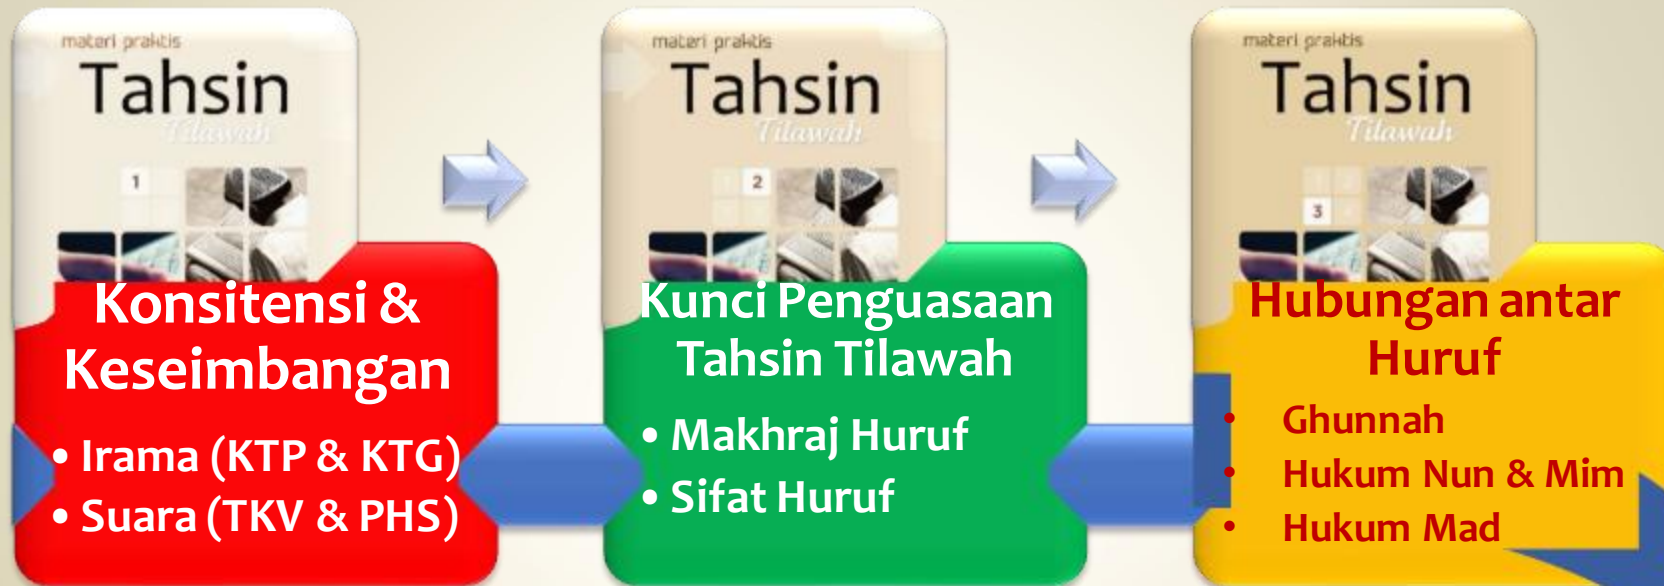 materi praktis
Tahsin
Tilawah
1
Konsitensi &
Keseimbangan
• Irama (KTP & KTG)
• Suara (TKV & PHS)
materi praktis
Tahsin
Tilawah
2
Kunci Penguasaan
Tahsin Tilawah
• Makhraj Huruf
• Sifat Huruf
materi praktis
Tahsin
Tilawah
1 2
3
Hubungan antar
Huruf
• Ghunnah
• Hukum Nun & Mim
• Hukum Mad